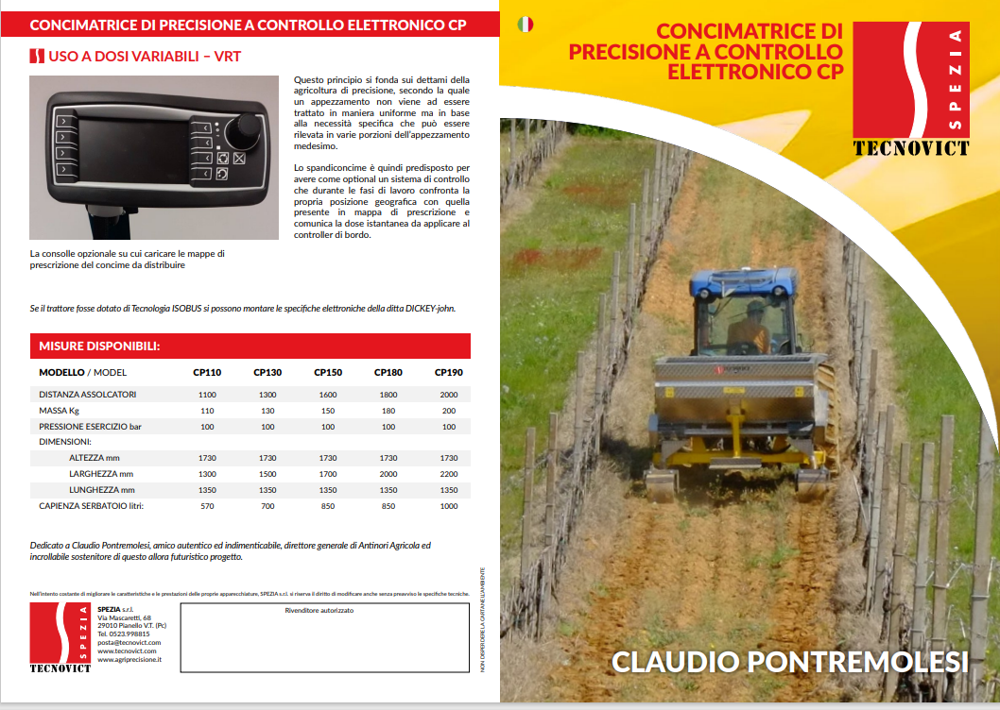 CONCIMATRICE DI PRECISIONE A CONTROLLO ELETTRONICO CP
USO A DOSI VARIABILI – VRT
Questo principio si fonda sui dettami della
agricoltura di precisione, secondo la quale
un appezzamento non viene ad essere
trattato in maniera uniforme ma in base
alla necessità specifica che può essere
rilevata in varie porzioni dell'appezzamento
medesimo.
Lo spandiconcime è quindi predisposto per
avere come optional un sistema di controllo
che durante le fasi di lavoro confronta la
propria posizione geografica con quella
presente in mappa di prescrizione e
comunica la dose istantanea da applicare al
controller di bordo.
La consolle opzionale su cui caricare le mappe di
prescrizione del concime da distribuire
Se il trattore fosse dotato di Tecnologia ISOBUS si possono montare le specifiche elettroniche della ditta DICKEY-john.
MISURE DISPONIBILI:
MODELLO / MODEL CP110 CP130 CP150 CP180 CP190
DISTANZA ASSOLCATORI 1100 1300 1600 1800 2000
MASSA Kg 110 130 150 180 200
PRESSIONE ESERCIZIO bar 100 100 100 100 100
DIMENSIONI:
ALTEZZA mm 1730 1730 1730 1730 1730
LARGHEZZA mm 1300 1500 1700 2000 2200
LUNGHEZZA mm 1350 1350 1350 1350 1350
CAPIENZA SERBATOIO litri: 570 700 850 850 1000
Dedicato a Claudio Pontremolesi, amico autentico ed indimenticabile, direttore generale di Antinori Agricola ed
incrollabile sostenitore di questo allora futuristico progetto.
Nell'intento costante di migliorare le caratteristiche e le prestazioni delle proprie apparecchiature, SPEZIA s.r.l. si riserva il diritto di modificare anche senza preavviso le specifiche tecniche.
SPEZIA
TECNOVICT
SPEZIA s.r.l.
Via Mascaretti, 68
29010 Pianello V.T. (Pc)
Tel. 0523.998815
posta@tecnovict.com
www.tecnovict.com
www.agriprecisione.it
Rivenditore autorizzato
NON DISPERDERE LA CARTA NELL'AMBIENTE
CONCIMATRICE DI
PRECISIONE A CONTROLLO
ELETTRONICO CP
SPEZIA
TECNOVICT
CLAUDIO PONTREMOLESI